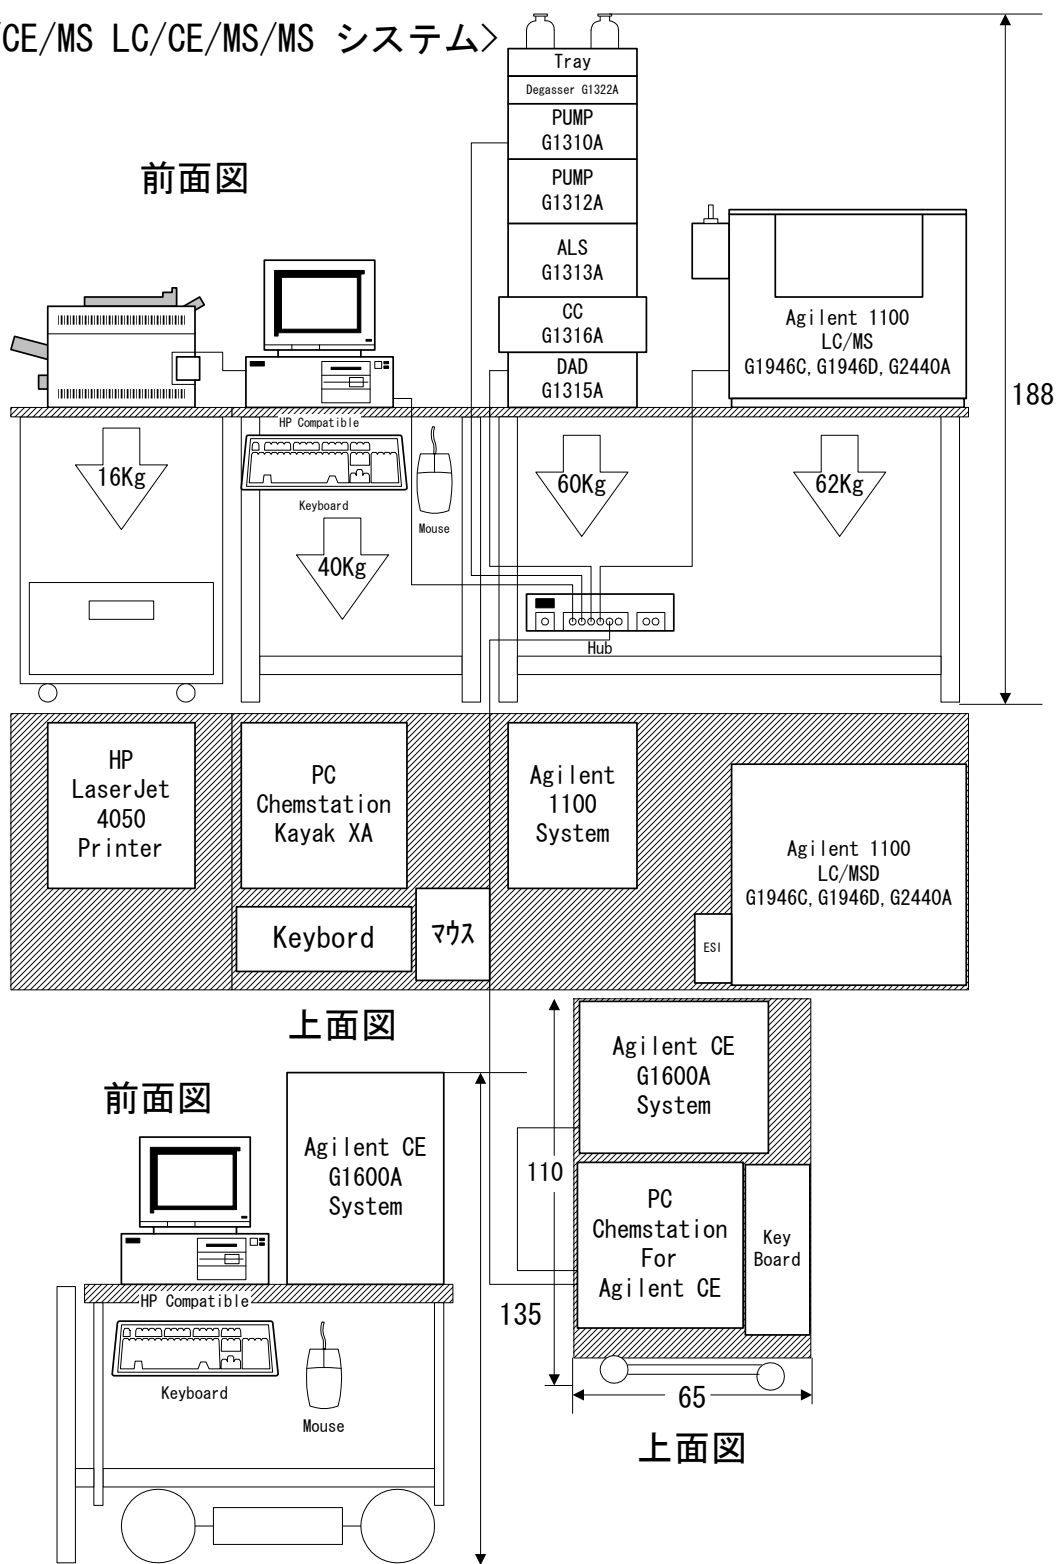 /CE/MS LC/CE/MS/MS システム>
前面図
Tray
Degasser G1322A
PUMP
G1310A
PUMP
G1312A
ALS
G1313A
CC
G1316A
DAD
G1315A
Agilent 1100
LC/MS
G1946C, G1946D, G2440A
188
HP Compatible
Keyboard
Mouse
16Kg
40Kg
60Kg
62Kg
Hub
HP
LaserJet
4050
Printer
PC
Chemstation
Kayak XA
Keybord
マウス
Agilent
1100
System
ESI
Agilent 1100
LC/MSD
G1946C, G1946D, G2440A
上面図
前面図
Agilent CE
G1600A
System
HP Compatible
Keyboard
Mouse
135
110
Agilent CE
G1600A
System
PC
Chemstation
For
Agilent CE
Key
Board
65
上面図